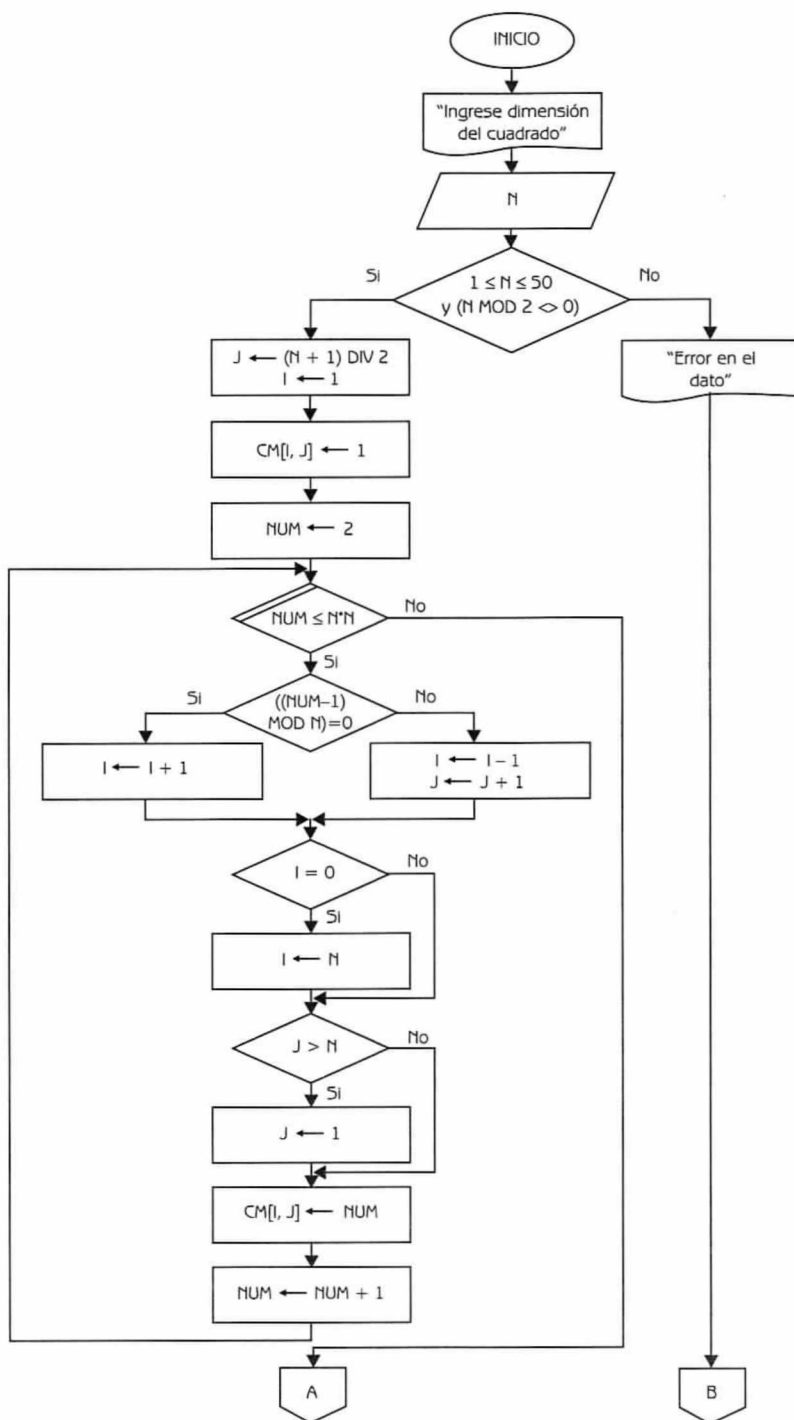 INICIO
"Ingrese dimensión
del cuadrado"
N
Si
No
1 ≤ N ≤ 50
y (N MOD 2 <> 0)
J ← (N + 1) DIV 2
I ← 1
"Error en el
dato"
CM[I, J] ← 1
NUM ← 2
NUM ≤ N*N
No
Si
Si
((NUM–1)
MOD N)=0
No
I ← I + 1
I ← I – 1
J ← J + 1
I = 0
No
Si
I ← N
J > N
No
Si
J ← 1
CM[I, J] ← NUM
NUM ← NUM + 1
A
B